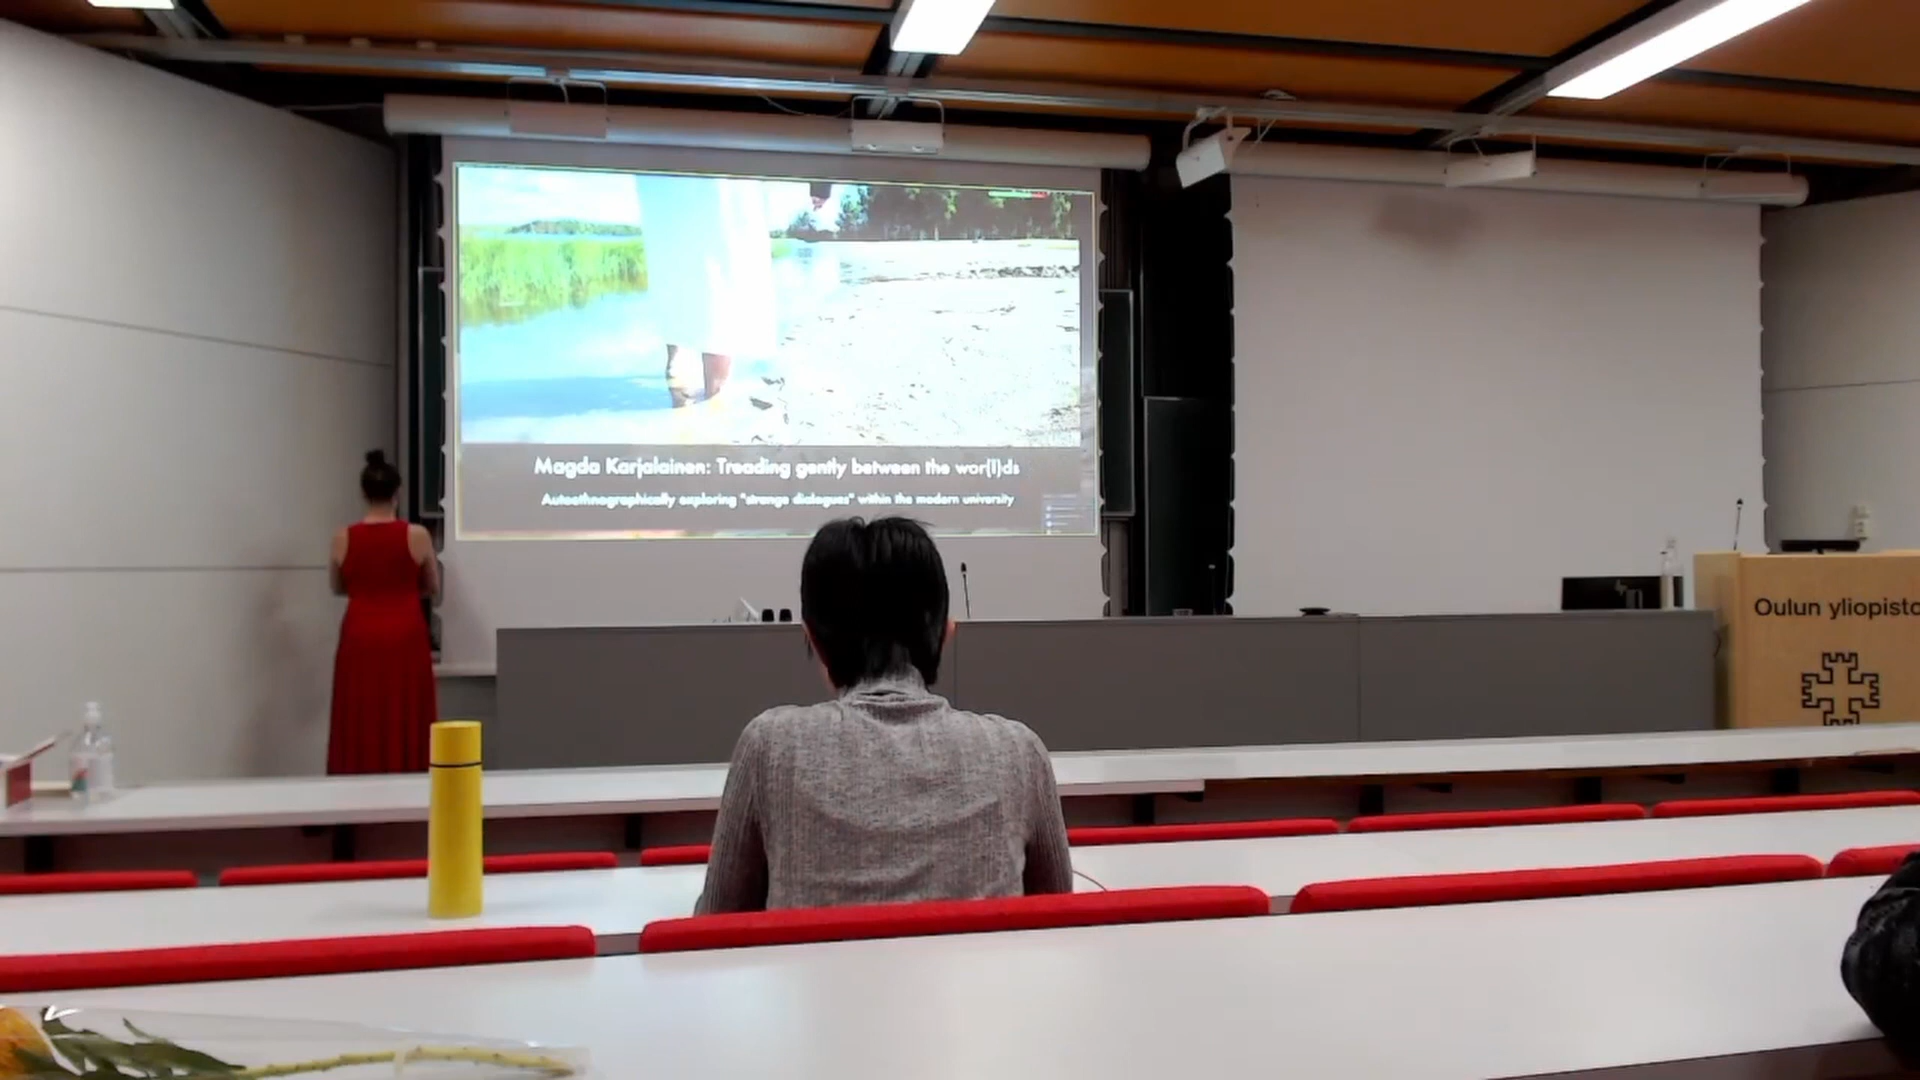 Magda Karjalainen: Treading gently between the wor(l)ds
Autoethnographically exploring "strange dialogues" within the modern university
Oulun yliopisto